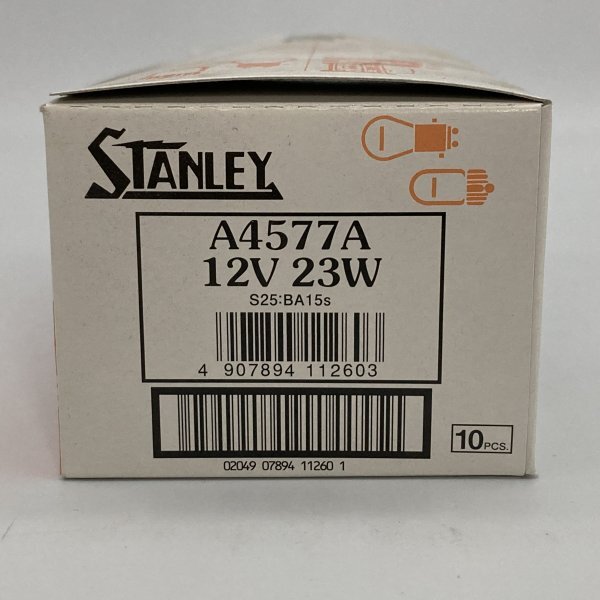 STANLEY
A4577A
12V 23W
S25:BA15s
4 907894 112603
02049 07894 11260 1
10 PCS.